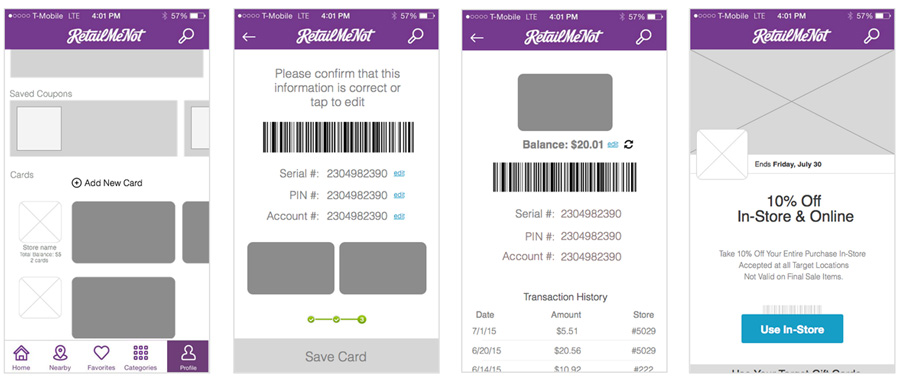 T-Mobile LTE 4:01 PM 57%
RetailMeNot
Saved Coupons
Cards
Add New Card
Store name
Total Balance: $$
2 cards
Home Nearby Favorites Categories Profile
T-Mobile LTE 4:01 PM 57%
RetailMeNot
Please confirm that this
information is correct or
tap to edit
Serial #: 2304982390 edit
PIN #: 2304982390 edit
Account #: 2304982390 edit
3
Save Card
T-Mobile LTE 4:01 PM 57%
RetailMeNot
Balance: $20.01 edit
Serial #: 2304982390
PIN #: 2304982390
Account #: 2304982390
Transaction History
Date Amount Store
7/1/15 $5.51 #5029
6/20/15 $20.56 #5029
6/14/15 $10.92 #222
T-Mobile LTE 4:01 PM 57%
RetailMeNot
Ends Friday, July 30
10% Off
In-Store & Online
Take 10% Off Your Entire Purchase In-Store
Accepted at all Target Locations
Not Valid on Final Sale Items.
Use In-Store
Use Your Target Gift Cards